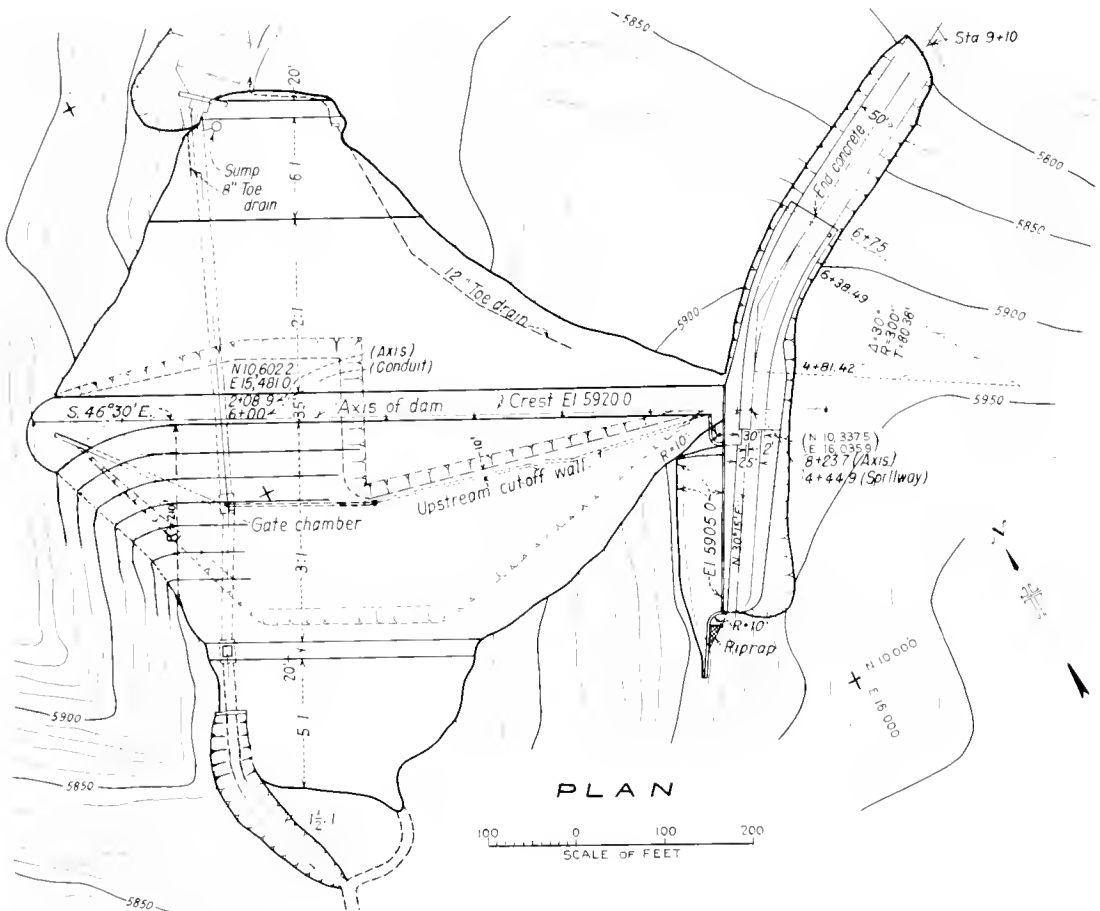 5850
Sta 9+10
20'
50'
End concrete
Sump
8" Toe
drain
6:1
5800
5850
6+75
6+38.49
12" Toe drain
2:1
5900
5900
Δ=30°
R=300'
T=80.38'
(Axis)
(Conduit)
N 10,602.2
E 15,481.0
2+08.9
6+00
35'
4+81.42
5950
S. 46°30' E.
Axis of dam
Crest El 5920.0
10'
R=10'
30'
2'
25'
(N 10,337.5)
(E 16,035.9)
8+23.7 (Axis)
4+44.9 (Spillway)
Upstream cutoff wall
Gate chamber
8:1
3:1
El 5905.0
N 30°15' E
R=10'
Riprap
N 10 000
E 16 000
20'
5900
5:1
5850
1½:1
PLAN
100 0 100 200
SCALE OF FEET
5850